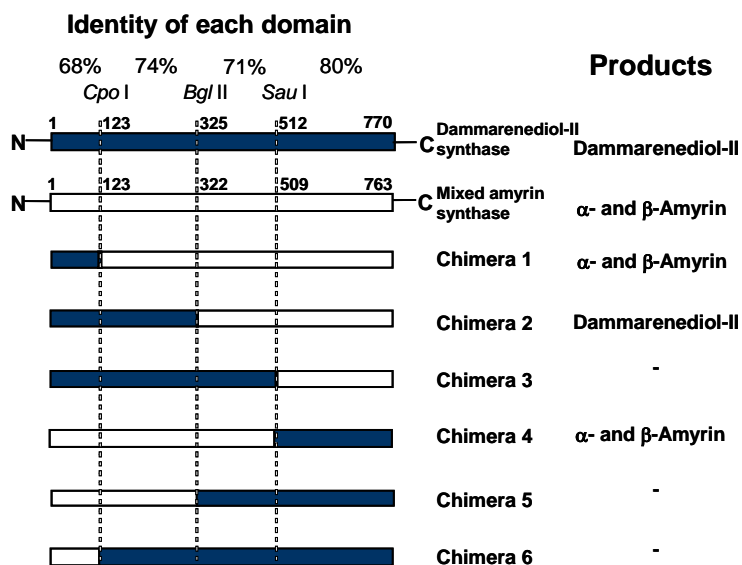 Identity of each domain
68% 74% 71% 80%
Products
Cpo I Bgl II Sau I
1 123 325 512 770
N C Dammarenediol-II
synthase
Dammarenediol-II
1 123 322 509 763
N C Mixed amyrin
synthase
α- and β-Amyrin
Chimera 1 α- and β-Amyrin
Chimera 2 Dammarenediol-II
Chimera 3 -
Chimera 4 α- and β-Amyrin
Chimera 5 -
Chimera 6 -